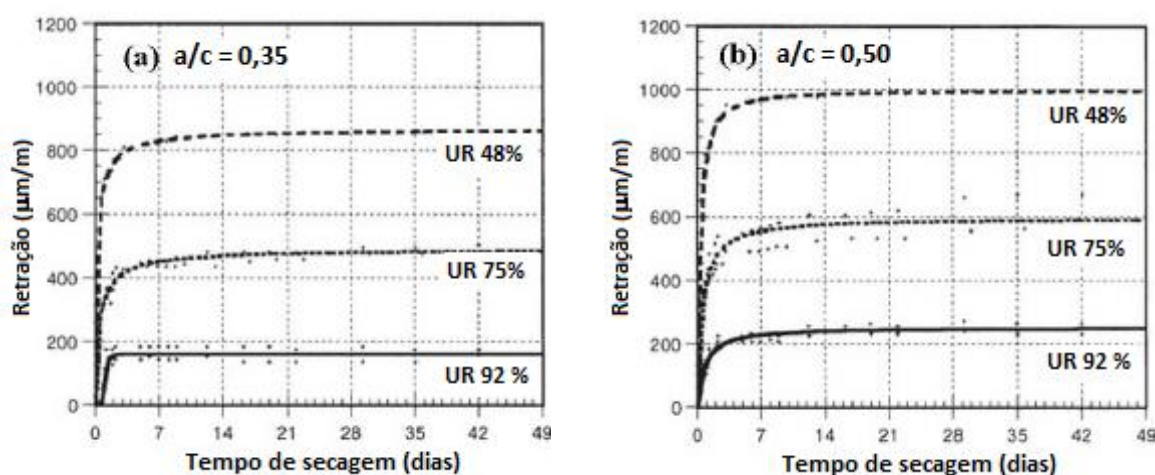 (a) a/c = 0,35
1200
1000
800
600
400
200
0
Retração (µm/m)
UR 48%
UR 75%
UR 92 %
0 7 14 21 28 35 42 49
Tempo de secagem (dias)
(b) a/c = 0,50
1200
1000
800
600
400
200
0
Retração (µm/m)
UR 48%
UR 75%
UR 92 %
0 7 14 21 28 35 42 49
Tempo de secagem (dias)